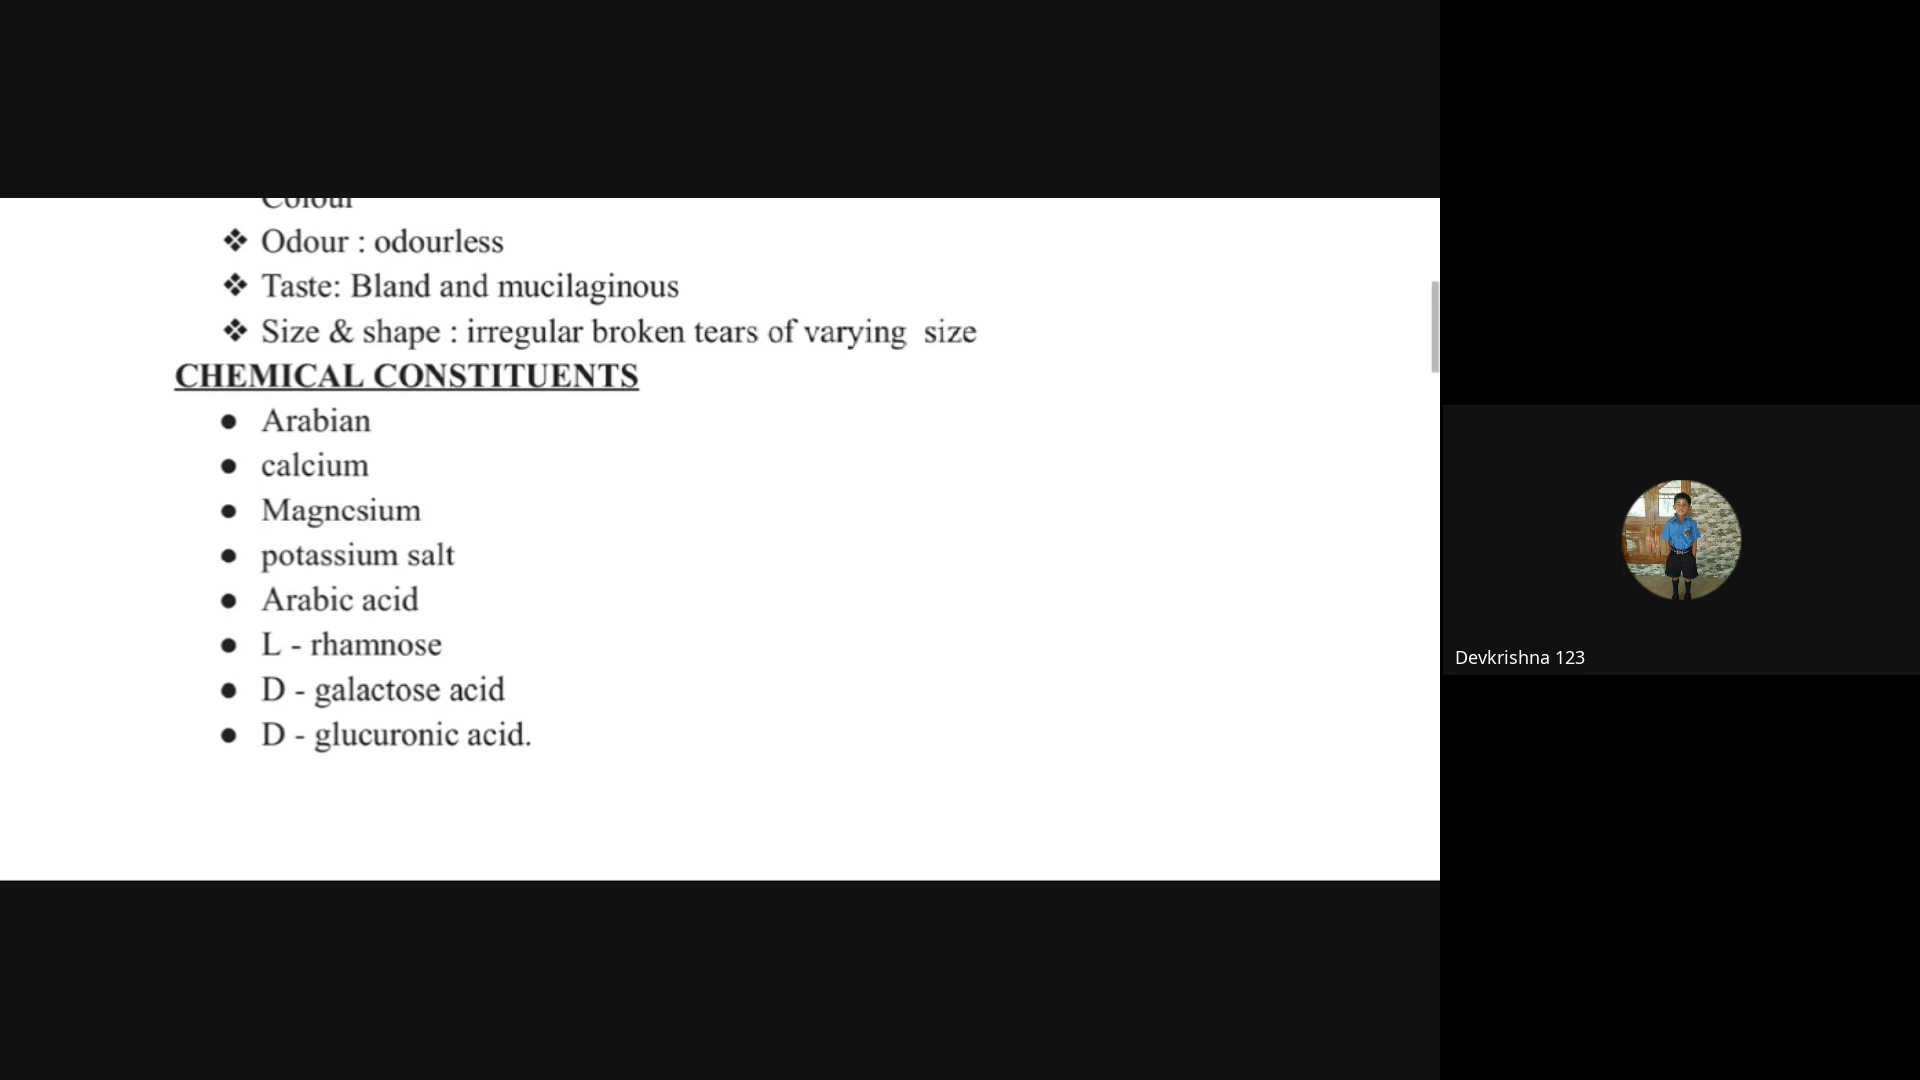 Colour
❖ Odour : odourless
❖ Taste: Bland and mucilaginous
❖ Size & shape : irregular broken tears of varying size
CHEMICAL CONSTITUENTS
● Arabian
● calcium
● Magnesium
● potassium salt
● Arabic acid
● L - rhamnose
● D - galactose acid
● D - glucuronic acid.
Devkrishna 123